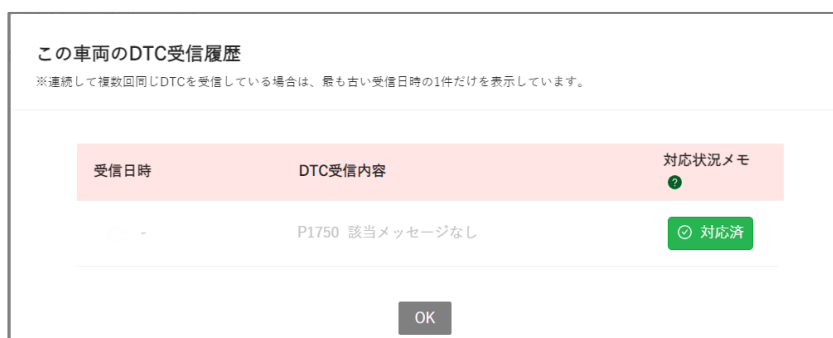 この車両のDTC受信履歴
※連続して複数回同じDTCを受信している場合は、最も古い受信日時の1件だけを表示しています。
受信日時 DTC受信内容 対応状況メモ
?
- P1750 該当メッセージなし 対応済
OK